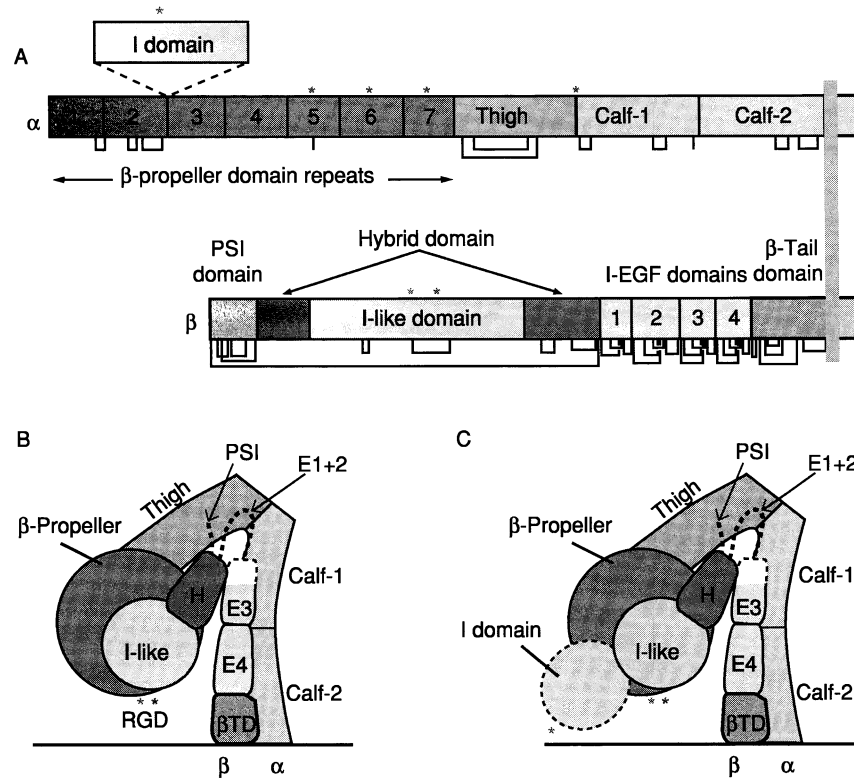 *
I domain
A
* * * *
α 2 3 4 5 6 7 Thigh Calf-1 Calf-2
β-propeller domain repeats
Hybrid domain
PSI domain
β-Tail domain
I-EGF domains
* *
β I-like domain 1 2 3 4
B
PSI
E1+2
Thigh
β-Propeller
Calf-1
H
E3
I-like
E4
Calf-2
* *
RGD
βTD
β α
C
PSI
E1+2
Thigh
β-Propeller
Calf-1
H
E3
I domain
I-like
E4
Calf-2
* *
*
βTD
β α